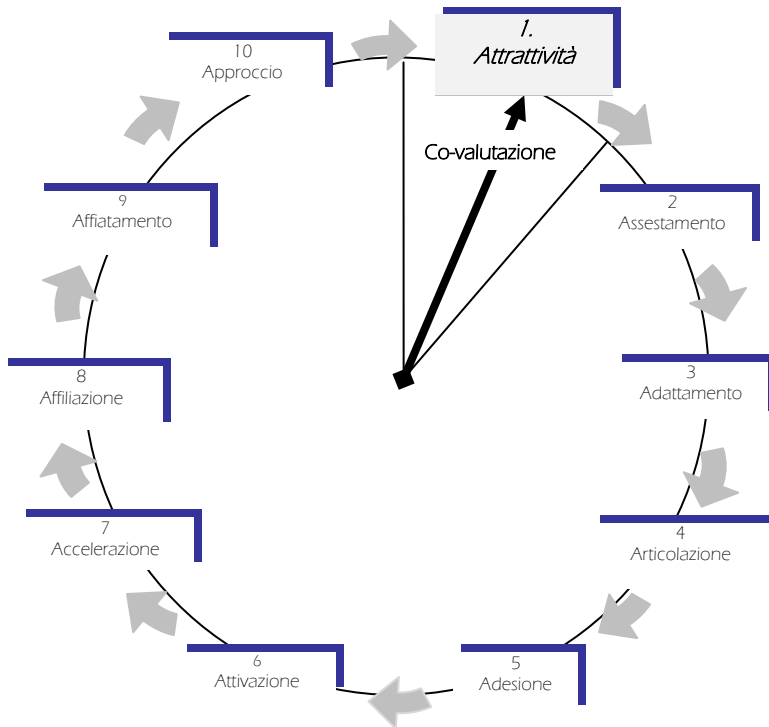 1.
Attrattività
Co-valutazione
2
Assestamento
3
Adattamento
4
Articolazione
5
Adesione
6
Attivazione
7
Accelerazione
8
Affiliazione
9
Affiatamento
10
Approccio